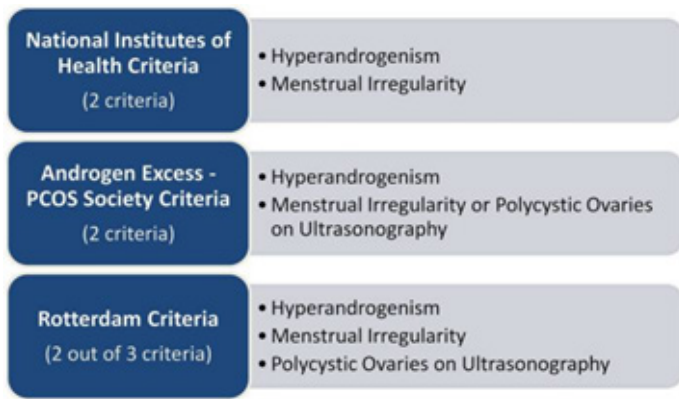 National Institutes of
Health Criteria
(2 criteria)
• Hyperandrogenism
• Menstrual Irregularity
Androgen Excess -
PCOS Society Criteria
(2 criteria)
• Hyperandrogenism
• Menstrual Irregularity or Polycystic Ovaries
on Ultrasonography
Rotterdam Criteria
(2 out of 3 criteria)
• Hyperandrogenism
• Menstrual Irregularity
• Polycystic Ovaries on Ultrasonography